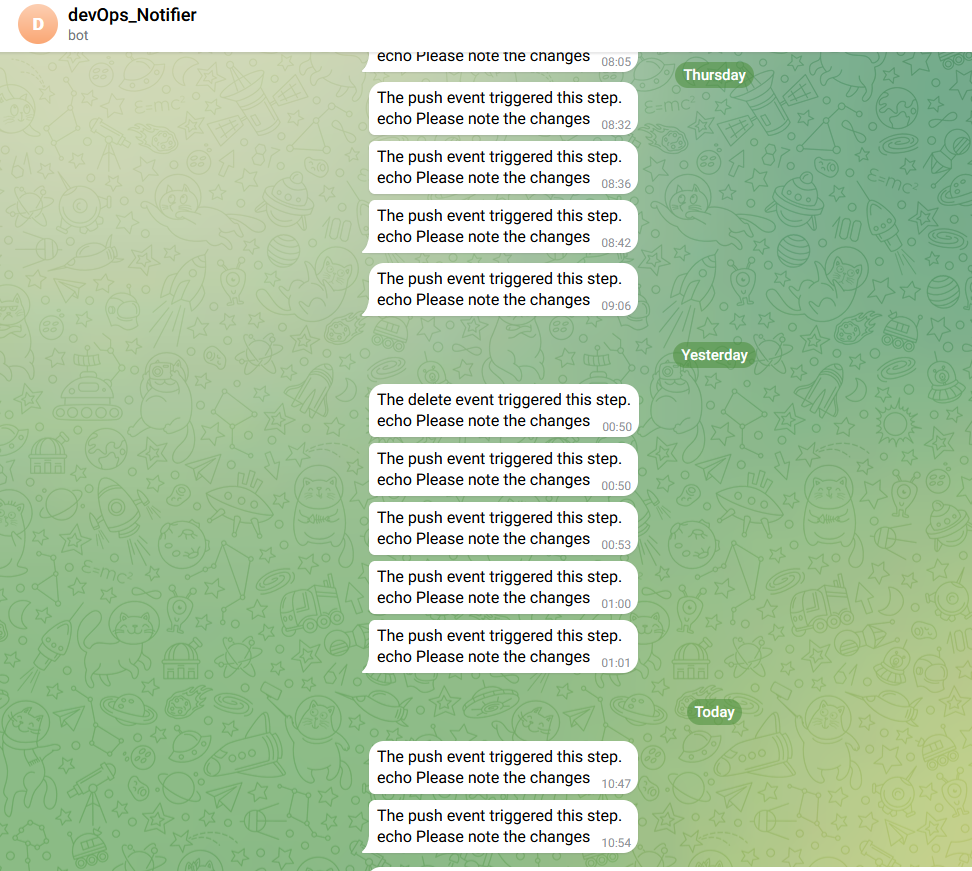 D
devOps_Notifier
bot
echo Please note the changes 08:05
Thursday
The push event triggered this step.
echo Please note the changes 08:32
The push event triggered this step.
echo Please note the changes 08:36
The push event triggered this step.
echo Please note the changes 08:42
The push event triggered this step.
echo Please note the changes 09:06
Yesterday
The delete event triggered this step.
echo Please note the changes 00:50
The push event triggered this step.
echo Please note the changes 00:50
The push event triggered this step.
echo Please note the changes 00:53
The push event triggered this step.
echo Please note the changes 01:00
The push event triggered this step.
echo Please note the changes 01:01
Today
The push event triggered this step.
echo Please note the changes 10:47
The push event triggered this step.
echo Please note the changes 10:54